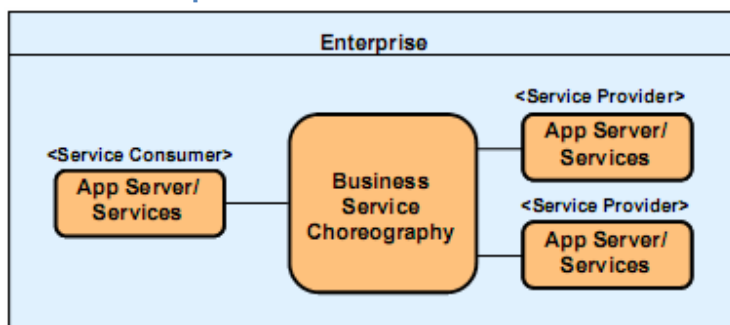 Enterprise
<Service Consumer>
App Server/
Services
Business
Service
Choreography
<Service Provider>
App Server/
Services
<Service Provider>
App Server/
Services